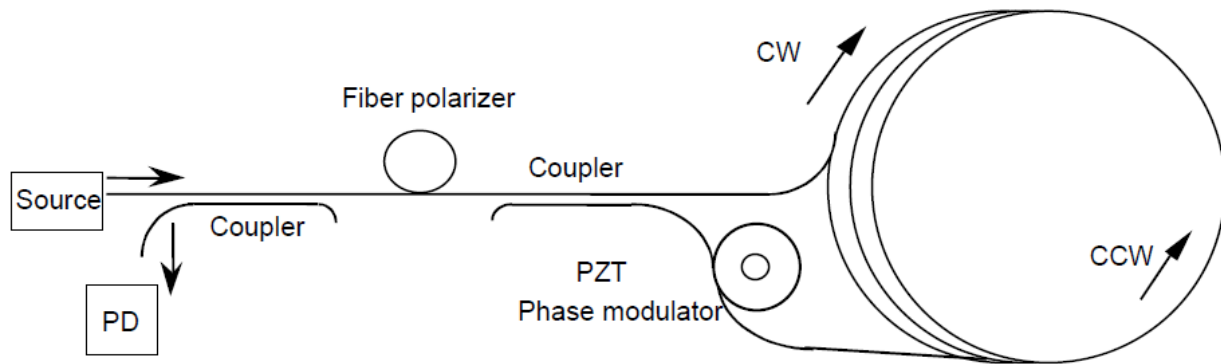 CW
Fiber polarizer
Coupler
Source
Coupler
CCW
PZT
Phase modulator
PD